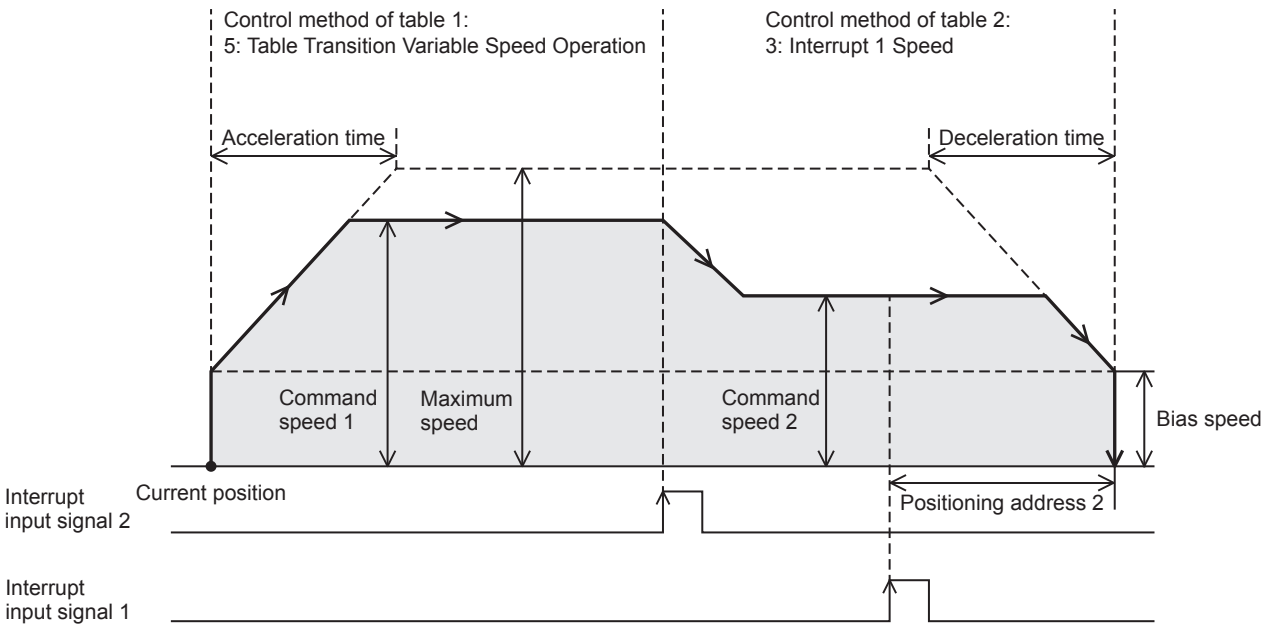 Control method of table 1:
5: Table Transition Variable Speed Operation
Control method of table 2:
3: Interrupt 1 Speed
Acceleration time
Deceleration time
Command
speed 1
Maximum
speed
Command
speed 2
Bias speed
Current position
Positioning address 2
Interrupt
input signal 2
Interrupt
input signal 1